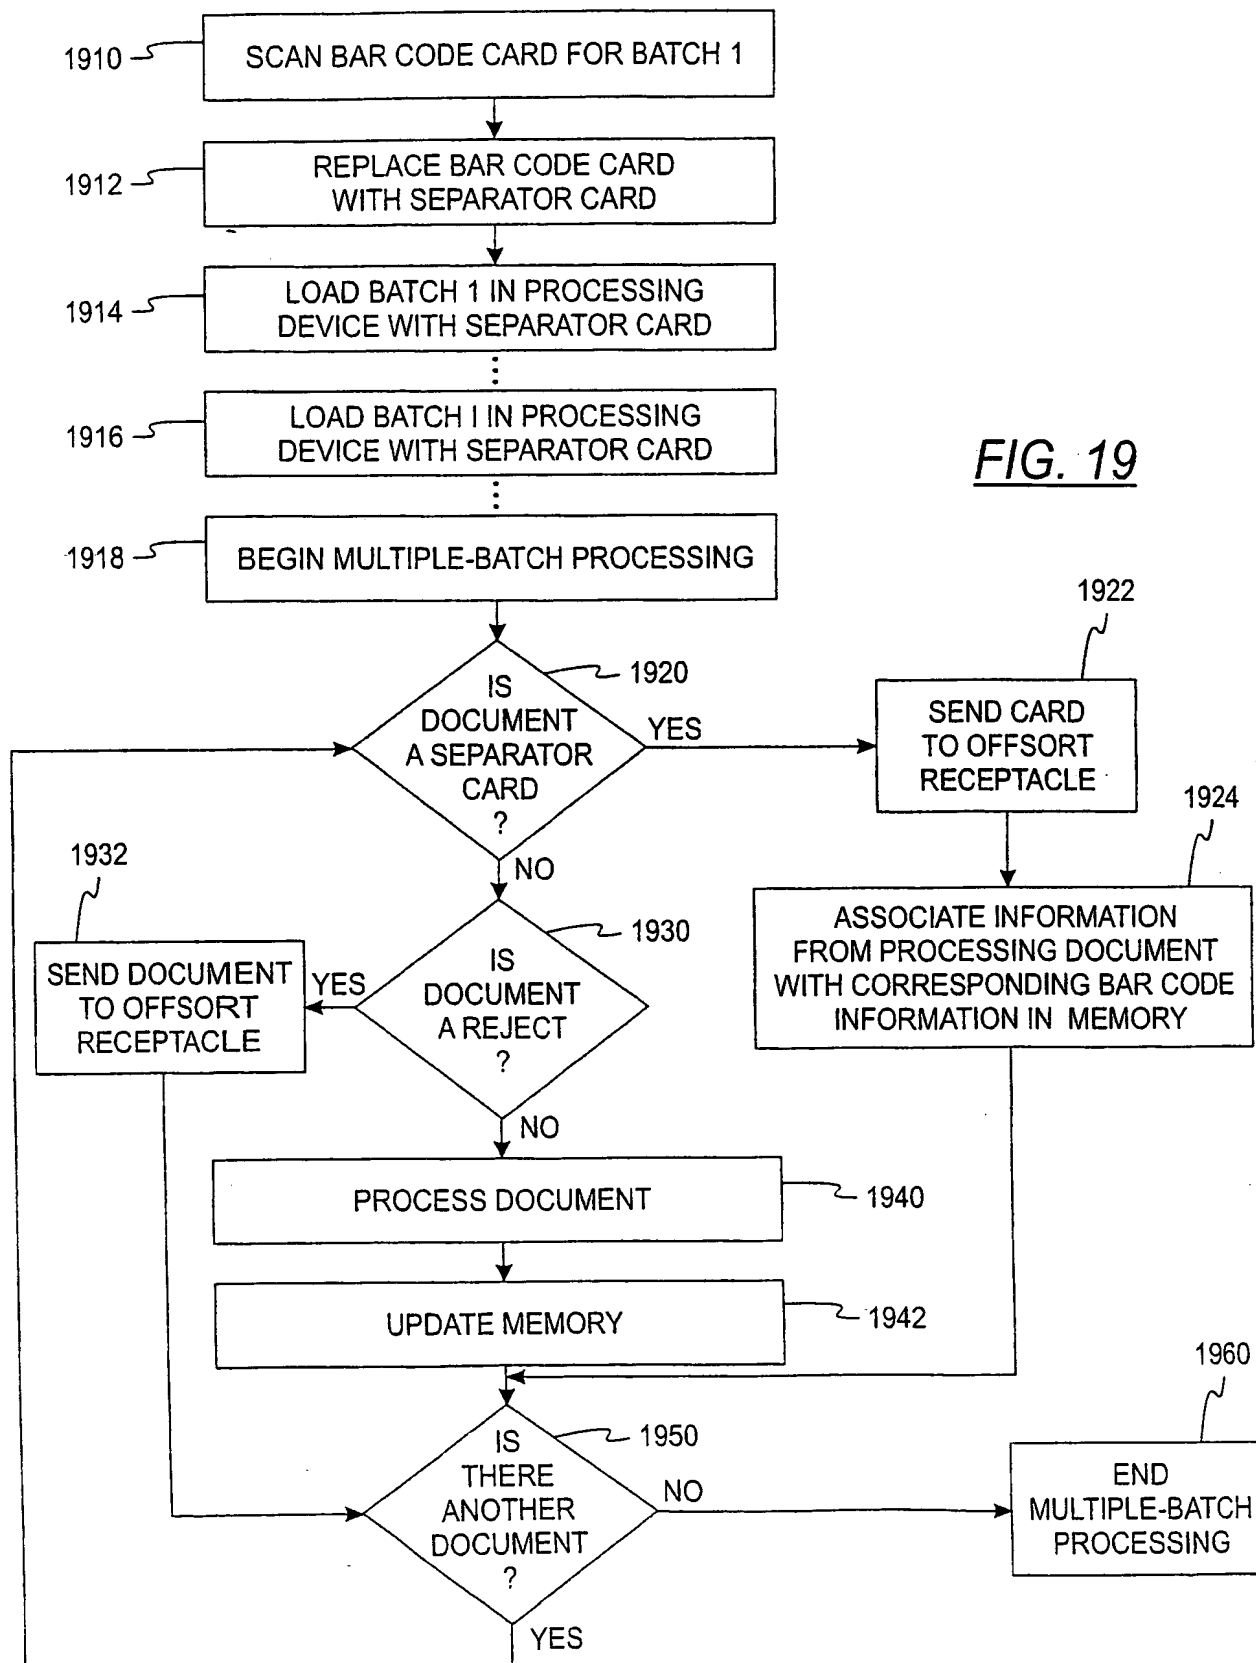 1910
SCAN BAR CODE CARD FOR BATCH 1
1912
REPLACE BAR CODE CARD
WITH SEPARATOR CARD
1914
LOAD BATCH 1 IN PROCESSING
DEVICE WITH SEPARATOR CARD
1916
LOAD BATCH I IN PROCESSING
DEVICE WITH SEPARATOR CARD
FIG. 19
1918
BEGIN MULTIPLE-BATCH PROCESSING
1920
IS
DOCUMENT
A SEPARATOR
CARD
?
YES
NO
1922
SEND CARD
TO OFFSORT
RECEPTACLE
1924
ASSOCIATE INFORMATION
FROM PROCESSING DOCUMENT
WITH CORRESPONDING BAR CODE
INFORMATION IN MEMORY
1932
SEND DOCUMENT
TO OFFSORT
RECEPTACLE
YES
1930
IS
DOCUMENT
A REJECT
?
NO
PROCESS DOCUMENT
1940
UPDATE MEMORY
1942
1950
IS
THERE
ANOTHER
DOCUMENT
?
NO
1960
END
MULTIPLE-BATCH
PROCESSING
YES